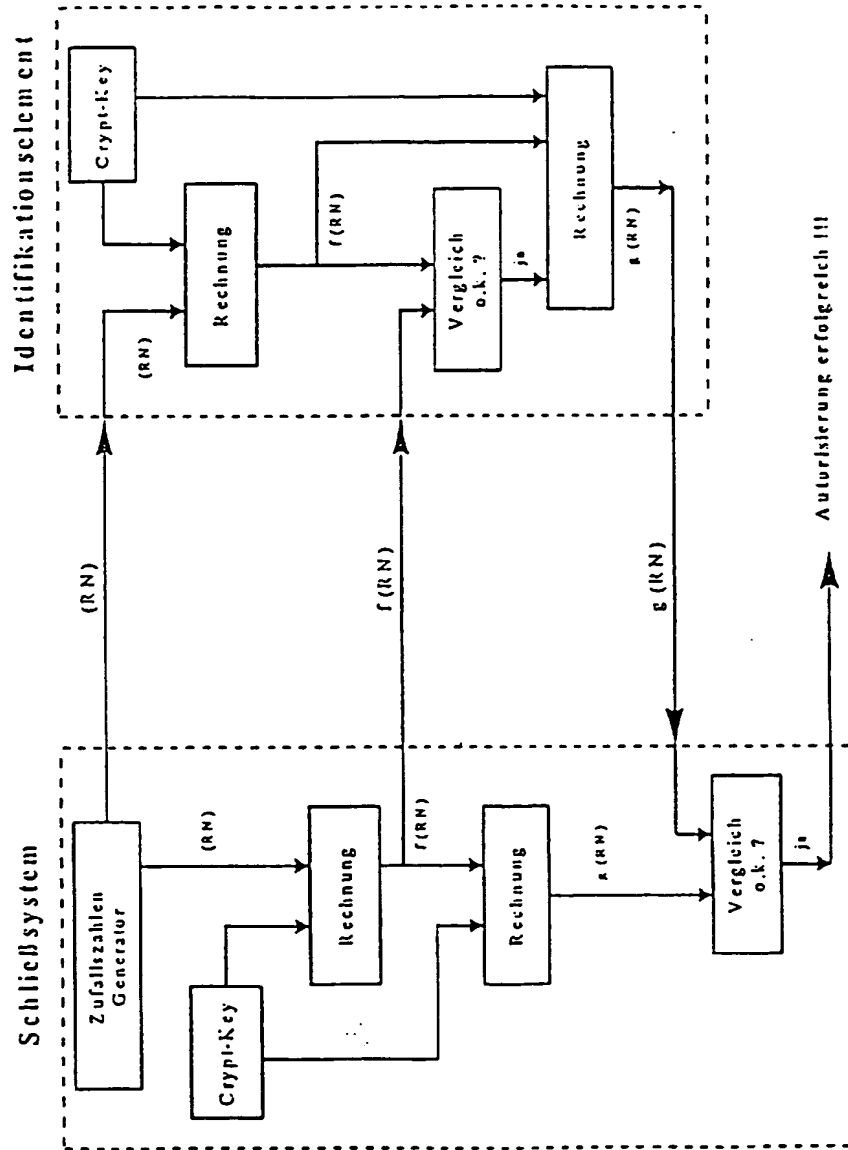 Schließsystem
Zufallszahlen
Generator
Crypt-Key
(RN)
Rechnung
f(RN)
Rechnung
g(RN)
Vergleich
o.k. ?
ja
(RN)
f(RN)
g(RN)
Autorisierung erfolgreich !!!
Identifikationselement
Crypt-Key
(RN)
Rechnung
f(RN)
Vergleich
o.k. ?
ja
Rechnung
g(RN)